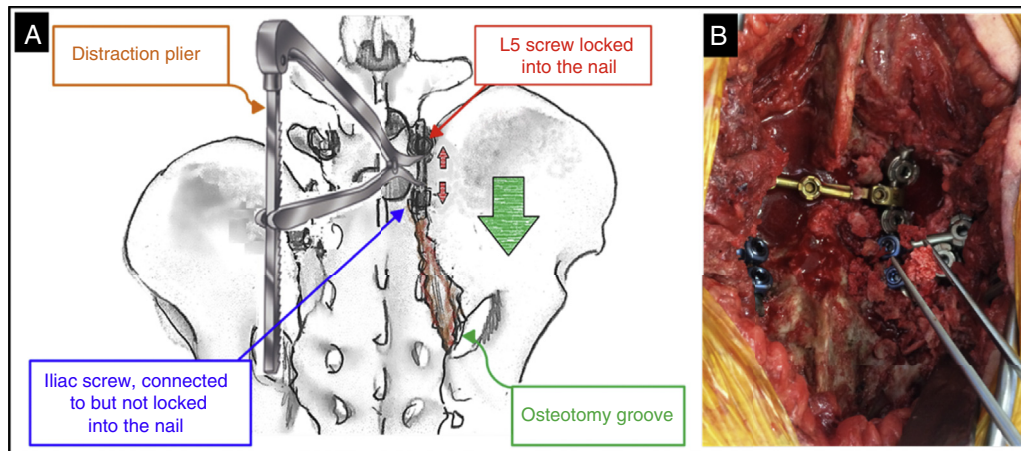 A
Distraction plier
L5 screw locked
into the nail
Iliac screw, connected
to but not locked
into the nail
Osteotomy groove
B